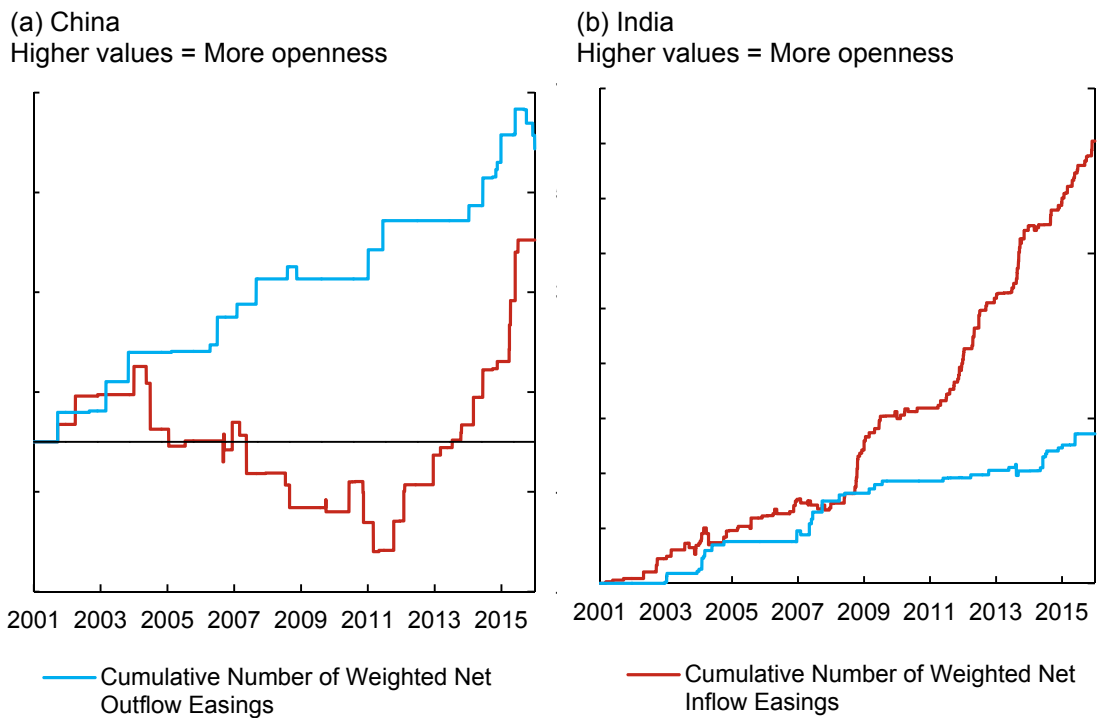 (a) China
Higher values = More openness
(b) India
Higher values = More openness
2001 2003 2005 2007 2009 2011 2013 2015
2001 2003 2005 2007 2009 2011 2013 2015
Cumulative Number of Weighted Net
Outflow Easings
Cumulative Number of Weighted Net
Inflow Easings